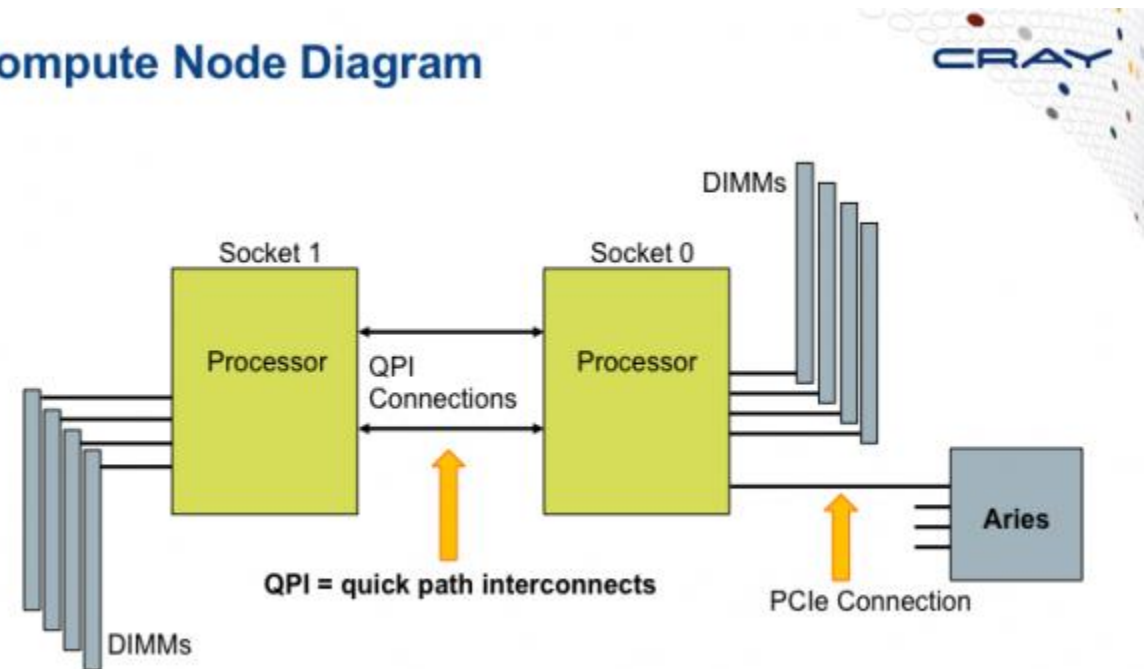 ompute Node Diagram
CRAY
DIMMs
Socket 1
Socket 0
Processor
Processor
QPI
Connections
Aries
QPI = quick path interconnects
PCIe Connection
DIMMs